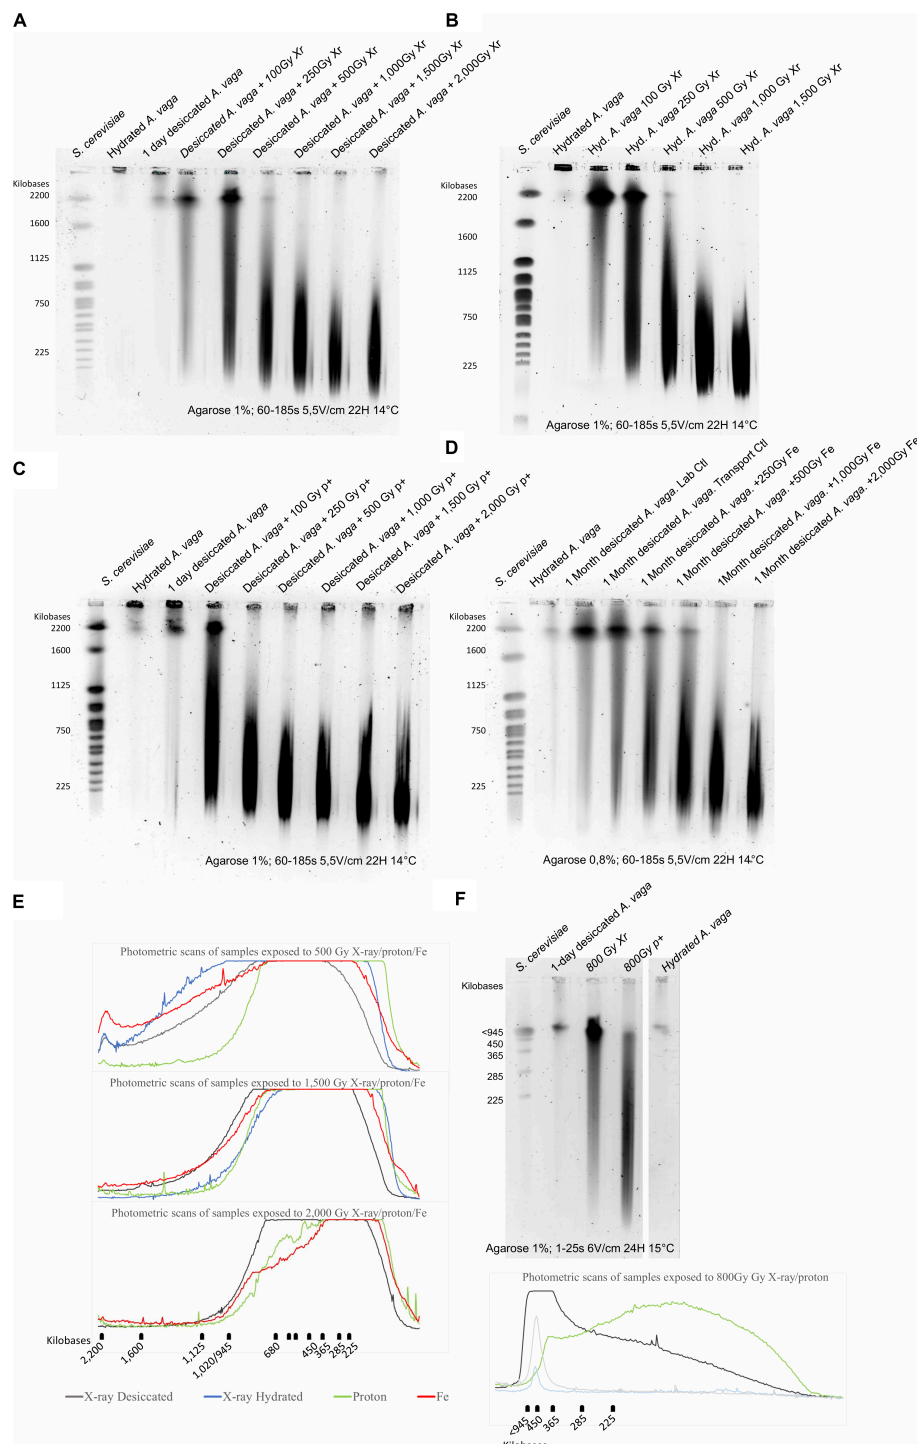 A
S. cerevisiae
Hydrated A. vaga
1 day desiccated A. vaga
Desiccated A. vaga + 100Gy Xr
Desiccated A. vaga + 250Gy Xr
Desiccated A. vaga + 500Gy Xr
Desiccated A. vaga + 1,000Gy Xr
Desiccated A. vaga + 1,500Gy Xr
Desiccated A. vaga + 2,000Gy Xr
Kilobases
2200
1600
1125
750
225
Agarose 1%; 60-185s 5,5V/cm 22H 14°C
B
S. cerevisiae
Hydrated A. vaga
Hyd. A. vaga 100 Gy Xr
Hyd. A. vaga 250 Gy Xr
Hyd. A. vaga 500 Gy Xr
Hyd. A. vaga 1,000 Gy Xr
Hyd. A. vaga 1,500 Gy Xr
Kilobases
2200
1600
1125
750
225
Agarose 1%; 60-185s 5,5V/cm 22H 14°C
C
S. cerevisiae
Hydrated A. vaga
1 day desiccated A. vaga
Desiccated A. vaga + 100 Gy p+
Desiccated A. vaga + 250 Gy p+
Desiccated A. vaga + 500 Gy p+
Desiccated A. vaga + 1,000 Gy p+
Desiccated A. vaga + 1,500 Gy p+
Desiccated A. vaga + 2,000 Gy p+
Kilobases
2200
1600
1125
750
225
Agarose 1%; 60-185s 5,5V/cm 22H 14°C
D
S. cerevisiae
Hydrated A. vaga
1 Month desiccated A. vaga. Lab Ctl
1 Month desiccated A. vaga. Transport Ctl
1 Month desiccated A. vaga. +250Gy Fe
1 Month desiccated A. vaga. +500Gy Fe
1Month desiccated A. vaga. +1,000Gy Fe
1 Month desiccated A. vaga. +2,000Gy Fe
Kilobases
2200
1600
1125
750
225
Agarose 0,8%; 60-185s 5,5V/cm 22H 14°C
E
Photometric scans of samples exposed to 500 Gy X-ray/proton/Fe
Photometric scans of samples exposed to 1,500 Gy X-ray/proton/Fe
Photometric scans of samples exposed to 2,000 Gy X-ray/proton/Fe
Kilobases
2,200
1,600
1,125
1,020/945
680
450
365
285
225
X-ray Desiccated
X-ray Hydrated
Proton
Fe
F
S. cerevisiae
1-day desiccated A. vaga
800 Gy Xr
800Gy p+
Hydrated A. vaga
Kilobases
<945
450
365
285
225
Agarose 1%; 1-25s 6V/cm 24H 15°C
Photometric scans of samples exposed to 800Gy Gy X-ray/proton
<945
450
365
285
225